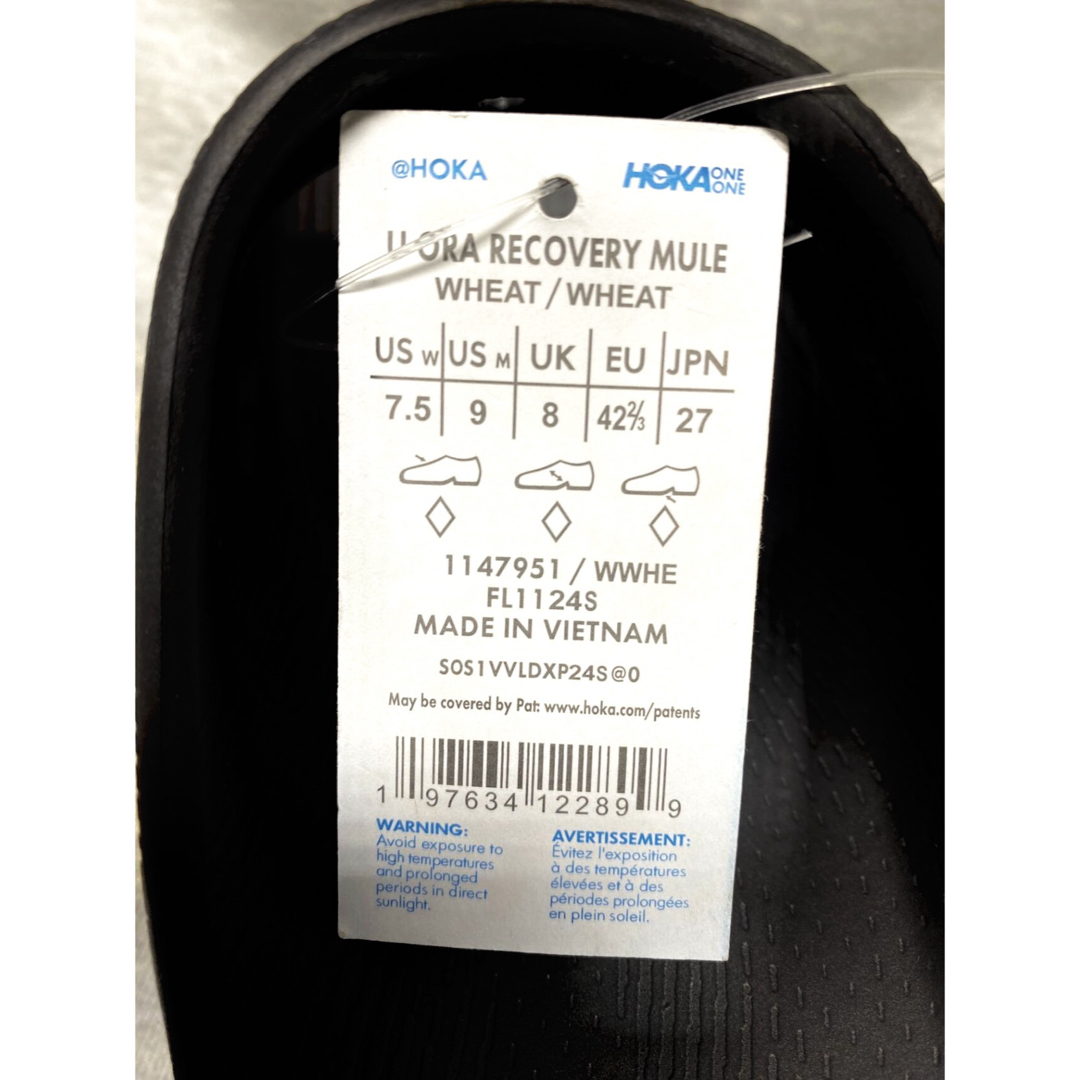 @HOKA
HOKA ONE ONE
U ORA RECOVERY MULE
WHEAT / WHEAT
US W US M UK EU JPN
7.5 9 8 42⅔ 27
1147951 / WWHE
FL1124S
MADE IN VIETNAM
S0S1VVLDXP24S@0
May be covered by Pat: www.hoka.com/patents
1 97634 12289 9
WARNING:
Avoid exposure to
high temperatures
and prolonged
periods in direct
sunlight.
AVERTISSEMENT:
Évitez l'exposition
à des températures
élevées et à des
périodes prolongées
en plein soleil.